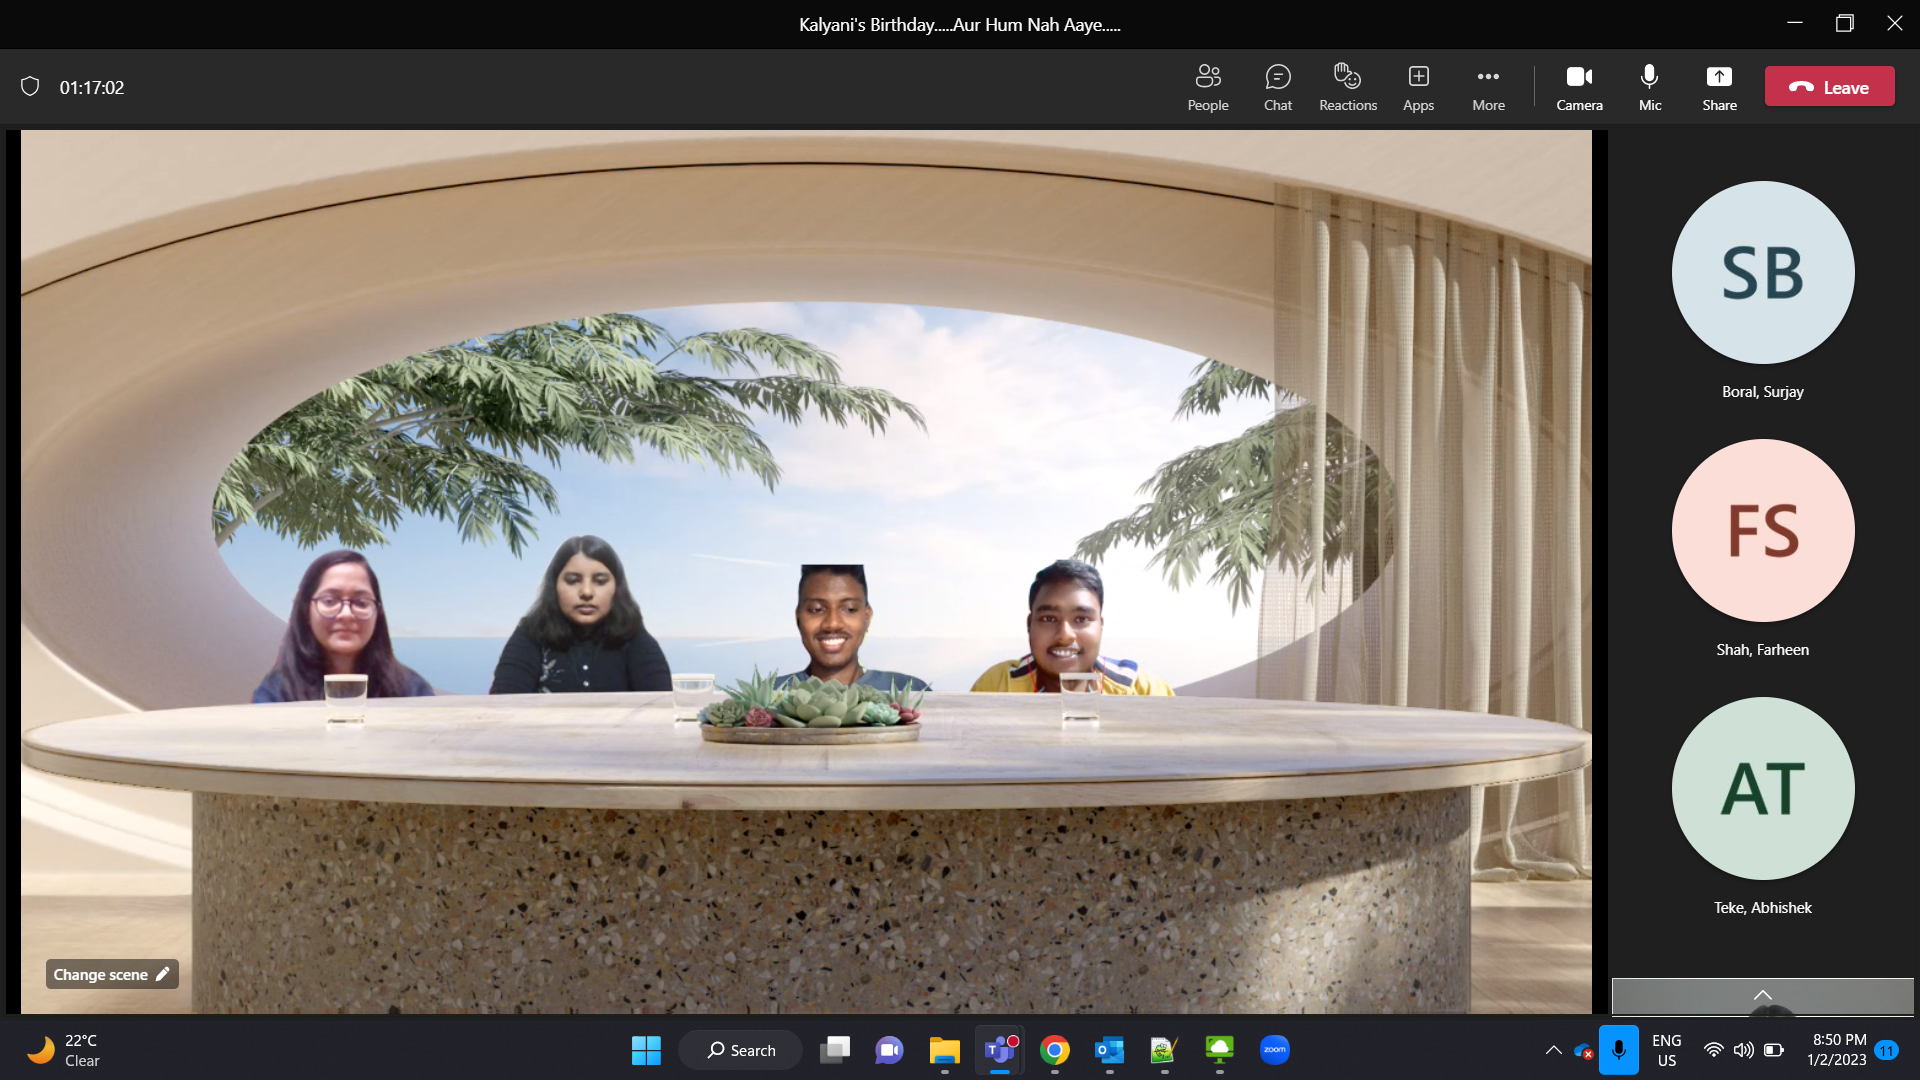 Kalyani's Birthday.....Aur Hum Nah Aaye.....
01:17:02
People
Chat
Reactions
Apps
More
Camera
Mic
Share
Leave
SB
Boral, Surjay
FS
Shah, Farheen
AT
Teke, Abhishek
Change scene
22°C
Clear
Search
T
zoom
ENG
US
8:50 PM
1/2/2023
11